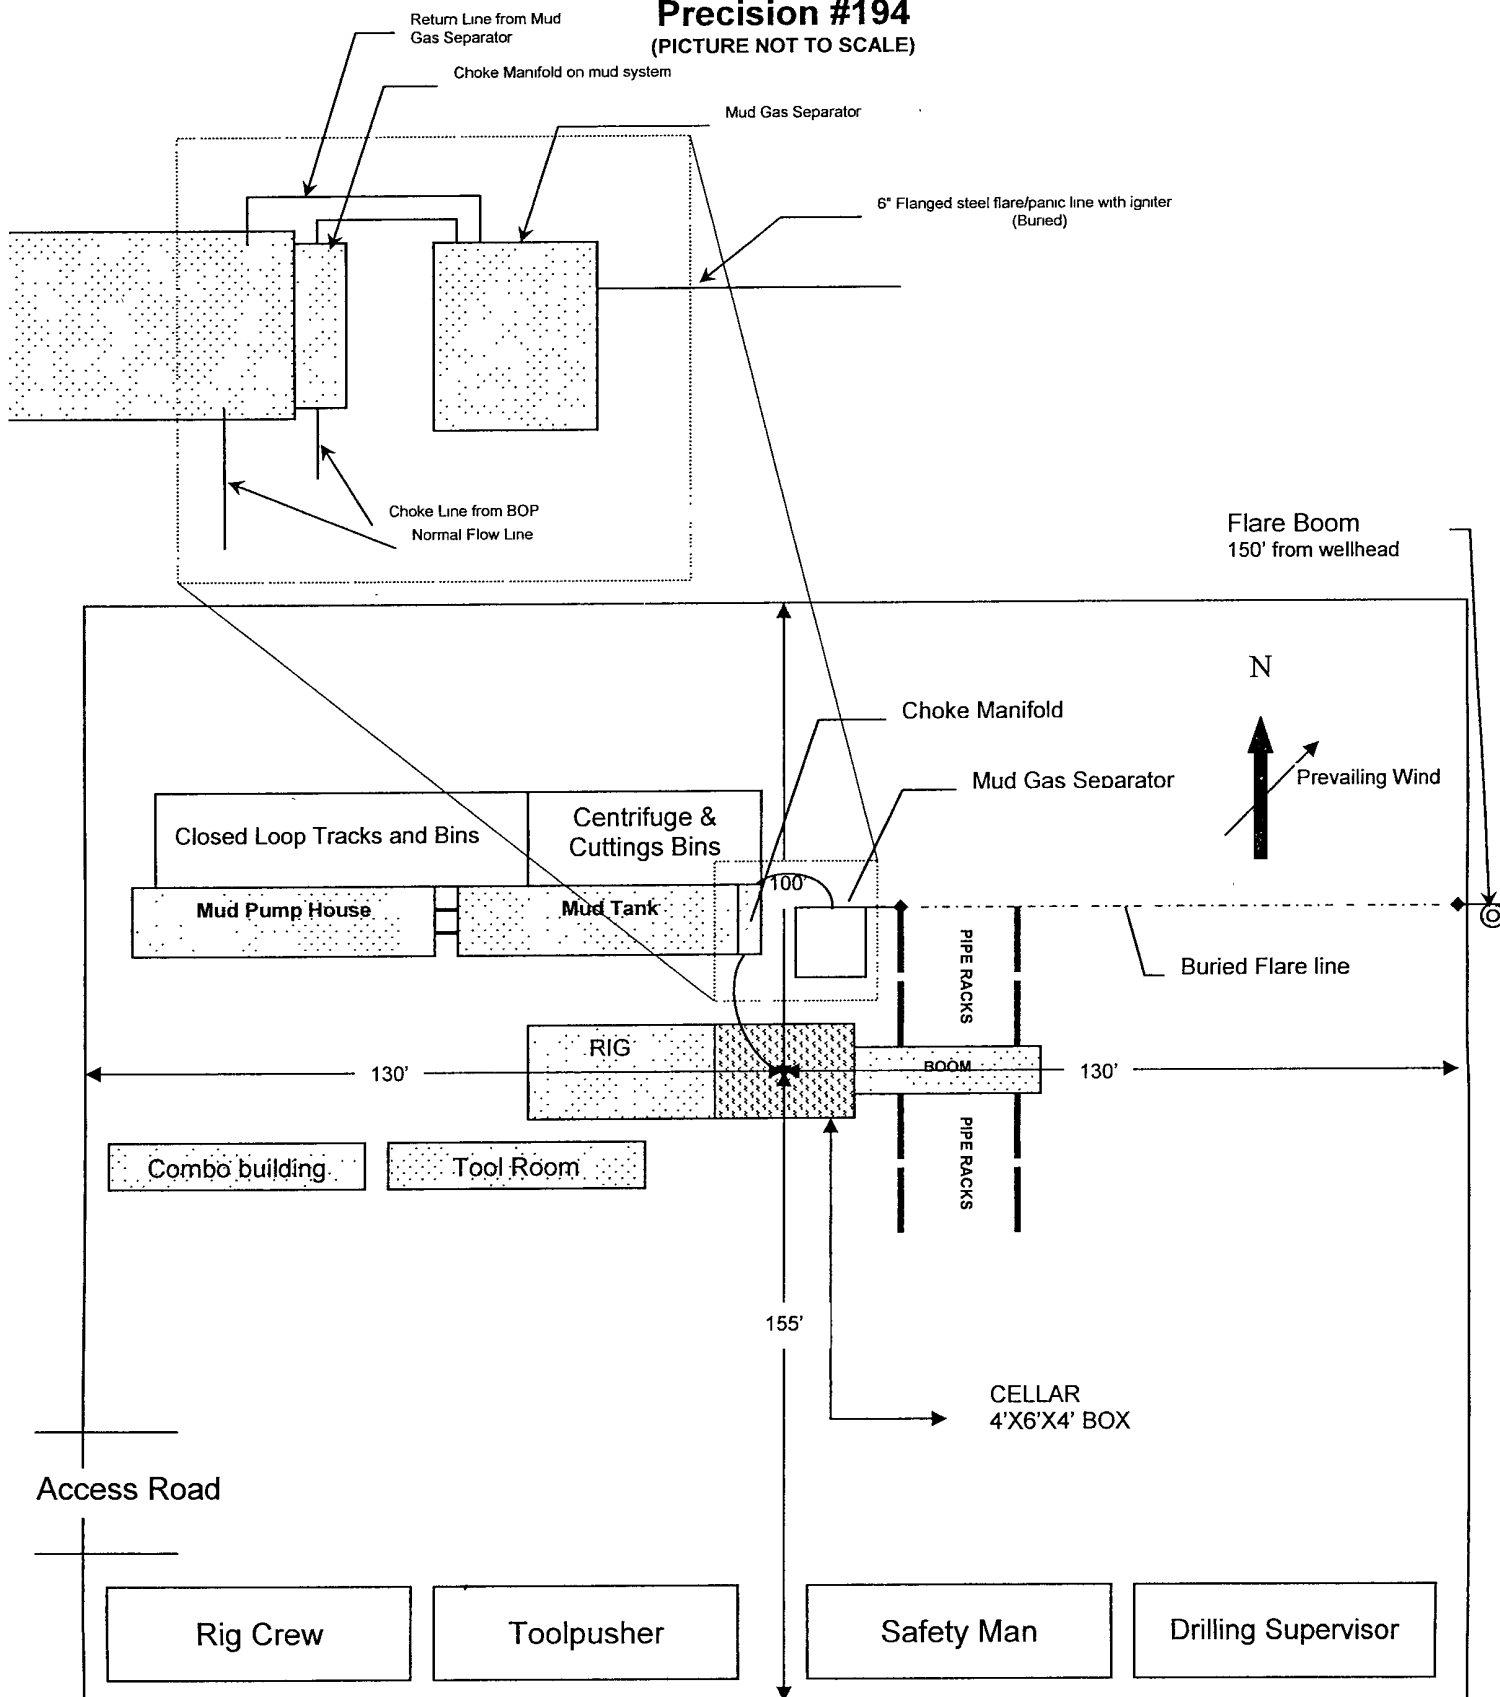 Precision #194
(PICTURE NOT TO SCALE)
Return Line from Mud
Gas Separator
Choke Manifold on mud system
Mud Gas Separator
6" Flanged steel flare/panic line with igniter
(Buried)
Choke Line from BOP
Normal Flow Line
Flare Boom
150' from wellhead
N
Prevailing Wind
Choke Manifold
Mud Gas Separator
Closed Loop Tracks and Bins
Centrifuge &
Cuttings Bins
100'
Mud Pump House
Mud Tank
PIPE RACKS
Buried Flare line
RIG
BOOM
130'
130'
Combo building
Tool Room
PIPE RACKS
155'
CELLAR
4'X6'X4' BOX
Access Road
Rig Crew
Toolpusher
Safety Man
Drilling Supervisor